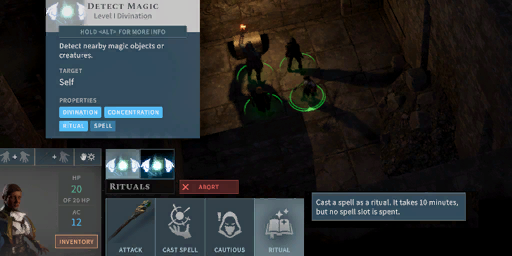 DETECT MAGIC
Level 1 Divination
HOLD <ALT> FOR MORE INFO
Detect nearby magic objects or
creatures.
TARGET
Self
PROPERTIES
DIVINATION CONCENTRATION
RITUAL SPELL
HP
20
OF 20 HP
AC
12
INVENTORY
RITUALS
ABORT
ATTACK
CAST SPELL
CAUTIOUS
RITUAL
Cast a spell as a ritual. It takes 10 minutes,
but no spell slot is spent.